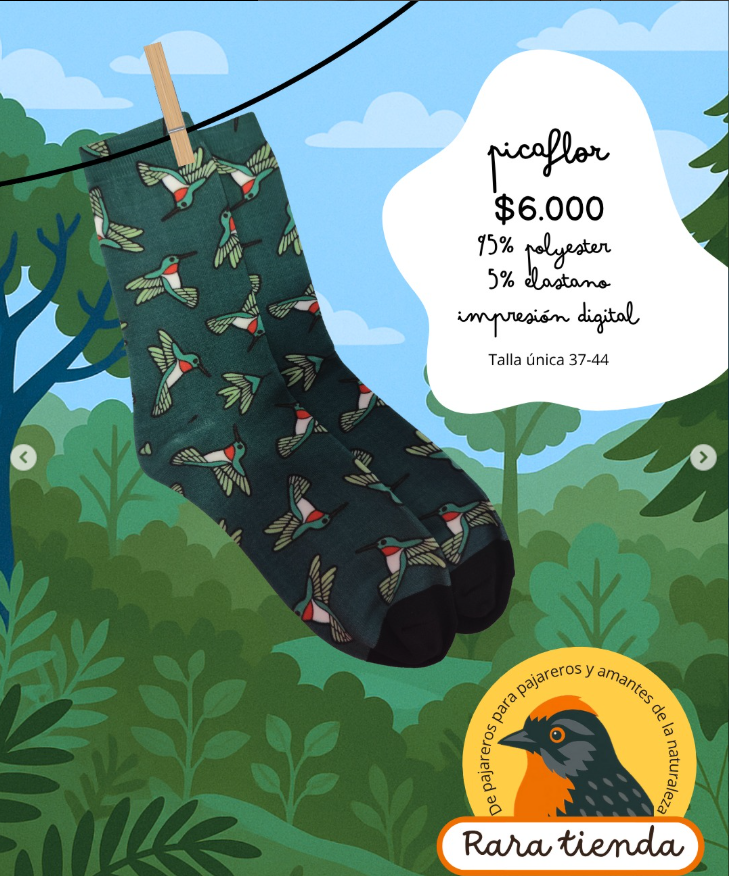 picaflor
$6.000
95% polyester
5% elastano
impresión digital
Talla única 37-44
De pajareros para pajareros y amantes de la naturaleza
Rara tienda